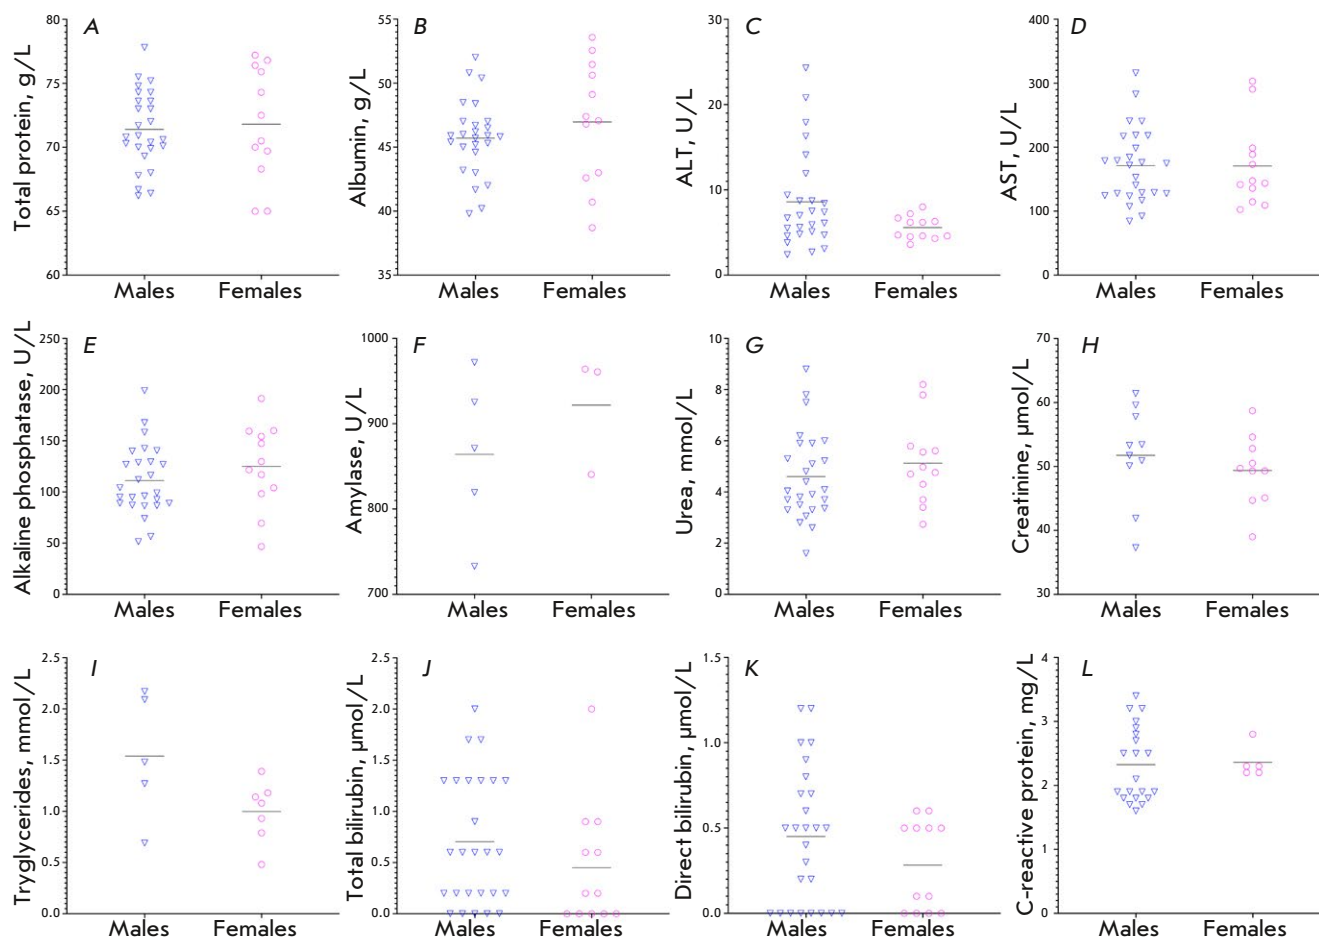 A
Total protein, g/L
80
75
70
65
60
Males Females
B
Albumin, g/L
55
50
45
40
35
Males Females
C
ALT, U/L
30
20
10
0
Males Females
D
AST, U/L
400
300
200
100
0
Males Females
E
Alkaline phosphatase, U/L
250
200
150
100
50
0
Males Females
F
Amylase, U/L
1000
900
800
700
Males Females
G
Urea, mmol/L
10
8
6
4
2
0
Males Females
H
Creatinine, µmol/L
70
60
50
40
30
Males Females
I
Tryglycerides, mmol/L
2.5
2.0
1.5
1.0
0.5
0.0
Males Females
J
Total bilirubin, µmol/L
2.5
2.0
1.5
1.0
0.5
0.0
Males Females
K
Direct bilirubin, µmol/L
1.5
1.0
0.5
0.0
Males Females
L
C-reactive protein, mg/L
4
3
2
1
0
Males Females